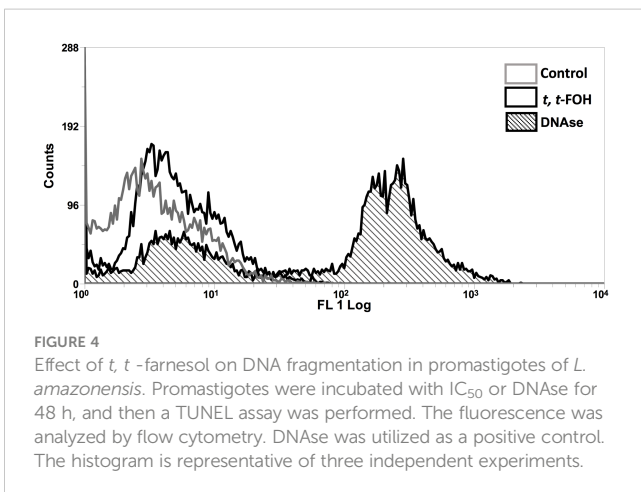 288
192
96
0
Counts
10⁰
10¹
10²
10³
10⁴
FL 1 Log
Control
t, t-FOH
DNAse
FIGURE 4
Effect of t, t -farnesol on DNA fragmentation in promastigotes of L.
amazonensis. Promastigotes were incubated with IC₅₀ or DNAse for
48 h, and then a TUNEL assay was performed. The fluorescence was
analyzed by flow cytometry. DNAse was utilized as a positive control.
The histogram is representative of three independent experiments.